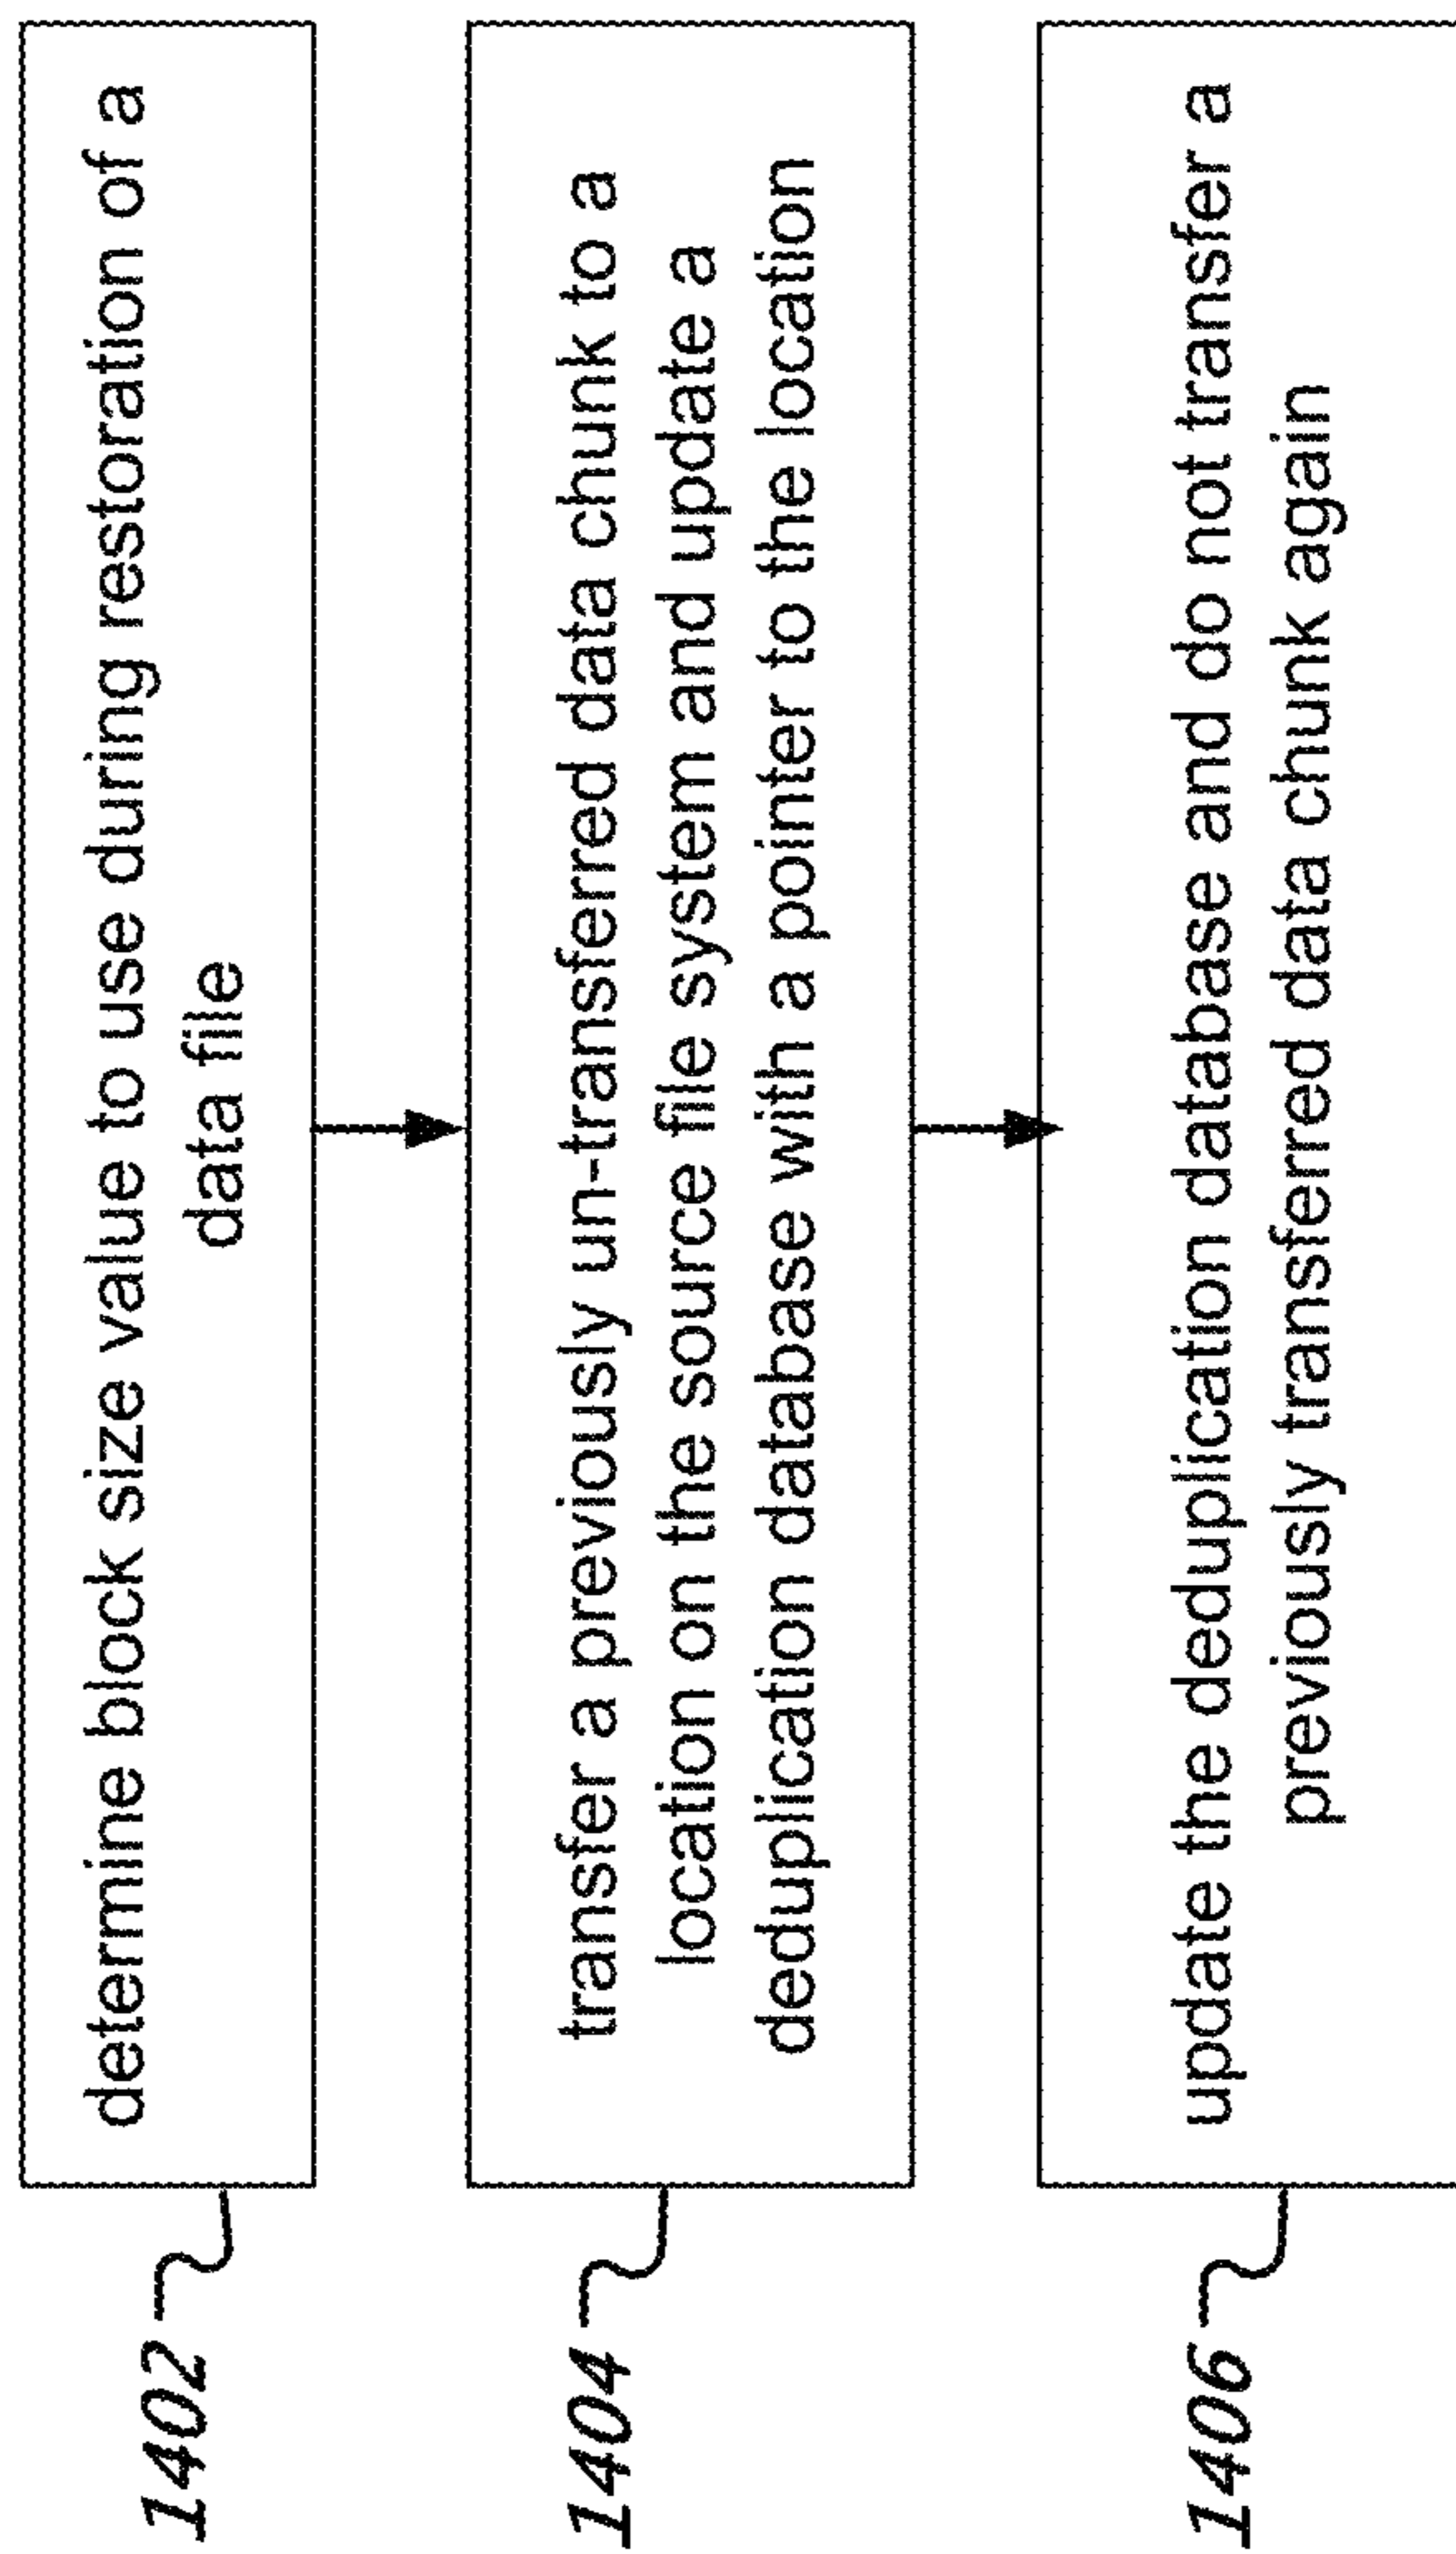 1402
determine block size value to use during restoration of a
data file
1404
transfer a previously un-transferred data chunk to a
location on the source file system and update a
deduplication database with a pointer to the location
1406
update the deduplication database and do not transfer a
previously transferred data chunk again